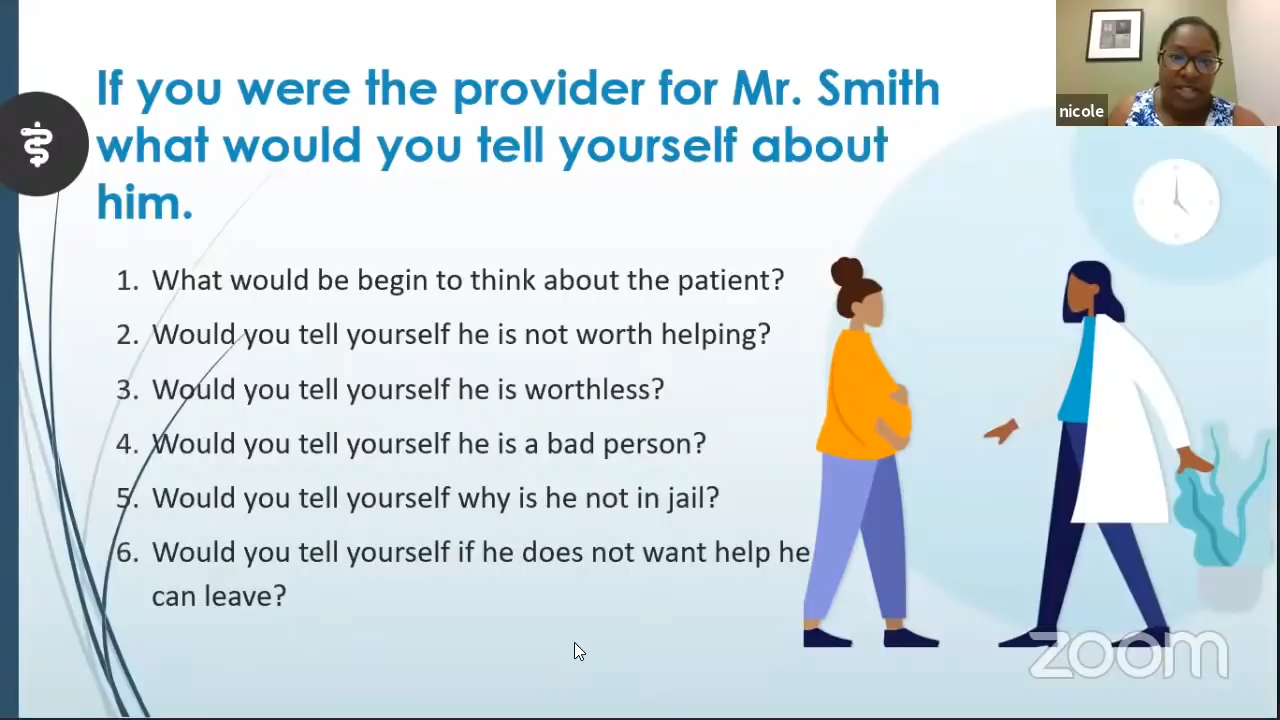 If you were the provider for Mr. Smith
what would you tell yourself about
him.
1. What would be begin to think about the patient?
2. Would you tell yourself he is not worth helping?
3. Would you tell yourself he is worthless?
4. Would you tell yourself he is a bad person?
5. Would you tell yourself why is he not in jail?
6. Would you tell yourself if he does not want help he
can leave?
nicole
zoom